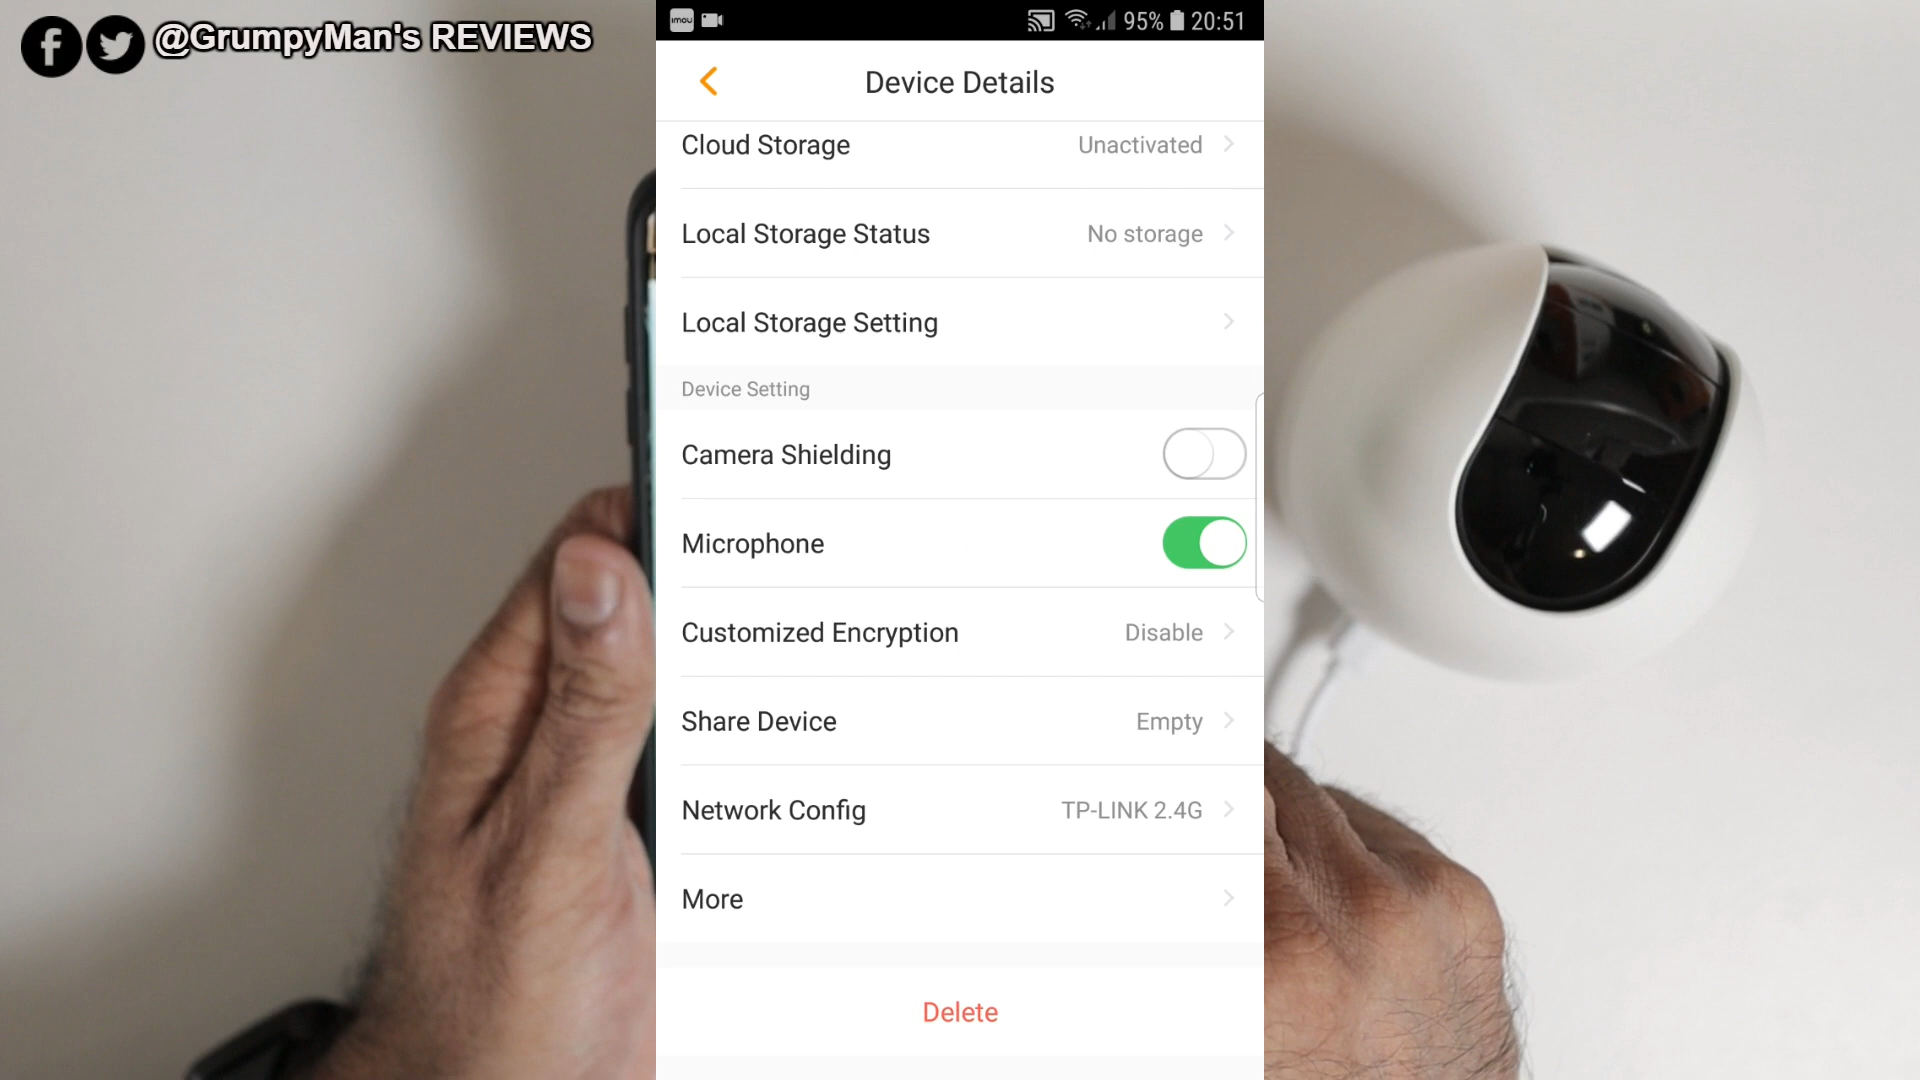 @GrumpyMan's REVIEWS
imou
95% 20:51
Device Details
Cloud Storage Unactivated
Local Storage Status No storage
Local Storage Setting
Device Setting
Camera Shielding
Microphone
Customized Encryption Disable
Share Device Empty
Network Config TP-LINK 2.4G
More
Delete